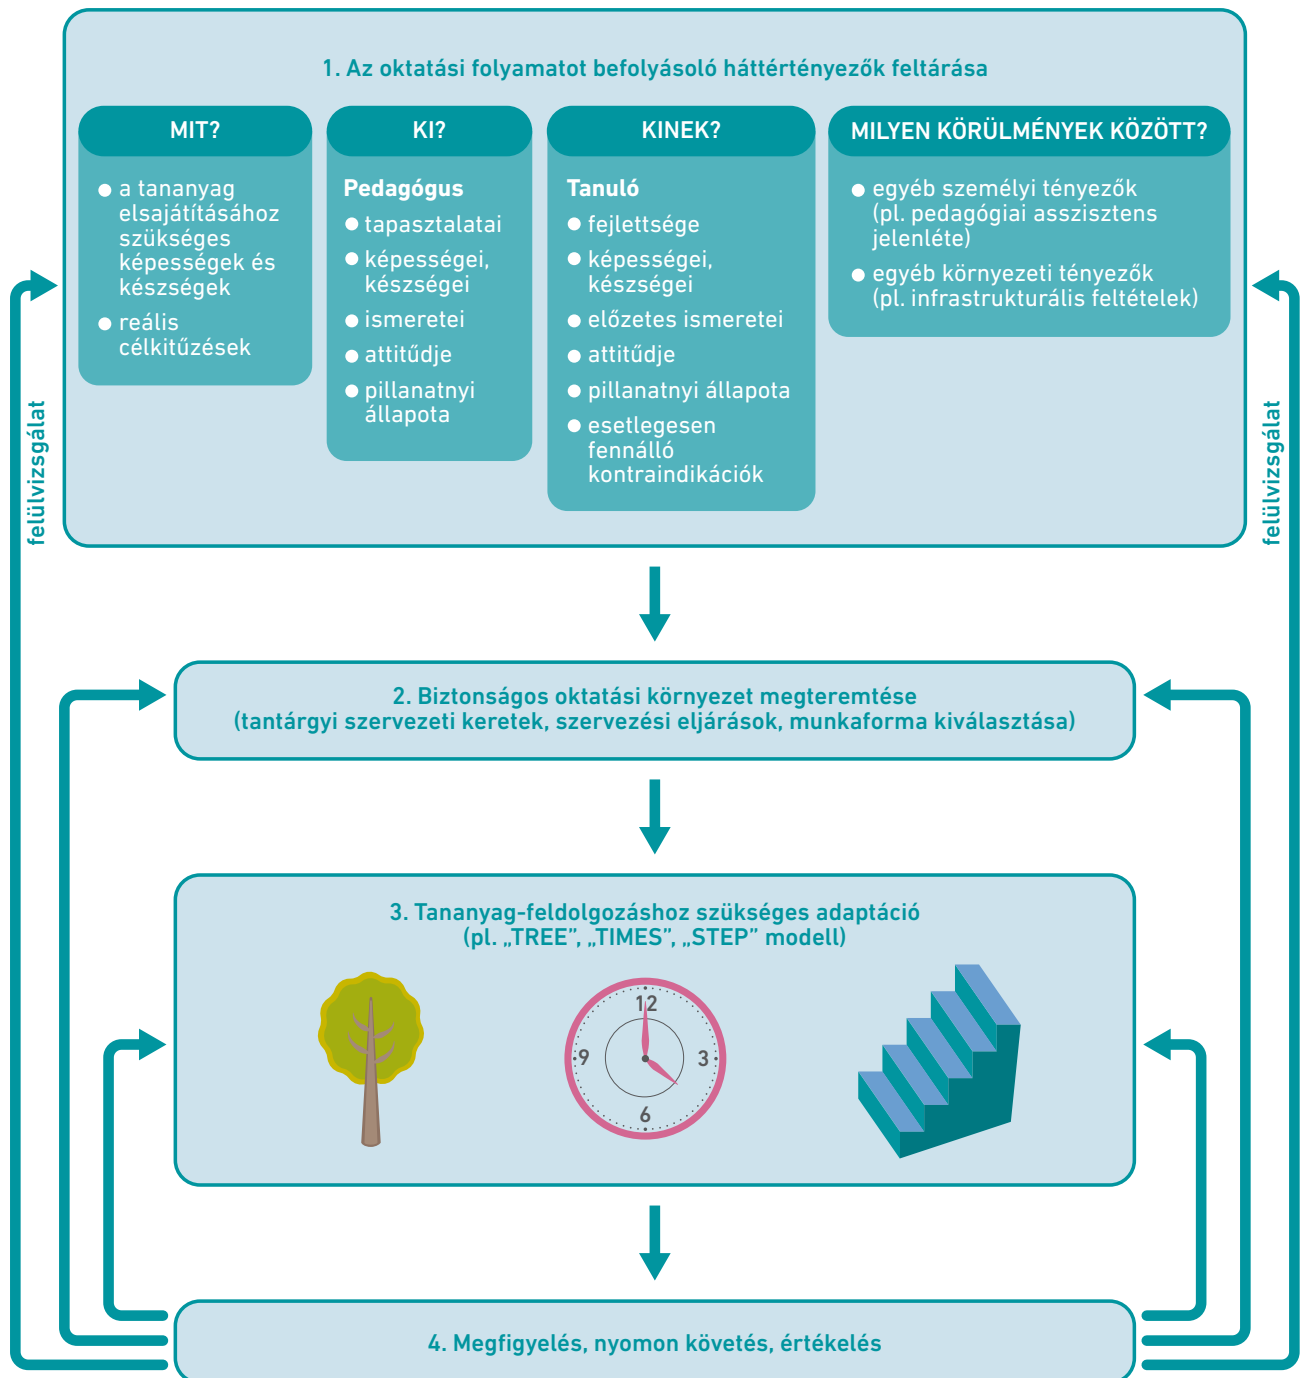 1. Az oktatási folyamatot befolyásoló háttértényezők feltárása
MIT?
● a tananyag
elsajátításához
szükséges
képességek és
készségek
● reális
célkitűzések
KI?
Pedagógus
● tapasztalatai
● képességei,
készségei
● ismeretei
● attitűdje
● pillanatnyi
állapota
KINEK?
Tanuló
● fejlettsége
● képességei,
készségei
● előzetes ismeretei
● attitűdje
● pillanatnyi állapota
● esetlegesen
fennálló
kontraindikációk
MILYEN KÖRÜLMÉNYEK KÖZÖTT?
● egyéb személyi tényezők
(pl. pedagógiai asszisztens
jelenléte)
● egyéb környezeti tényezők
(pl. infrastrukturális feltételek)
felülvizsgálat
felülvizsgálat
2. Biztonságos oktatási környezet megteremtése
(tantárgyi szervezeti keretek, szervezési eljárások, munkaforma kiválasztása)
3. Tananyag-feldolgozáshoz szükséges adaptáció
(pl. „TREE”, „TIMES”, „STEP” modell)
12
9
3
6
4. Megfigyelés, nyomon követés, értékelés